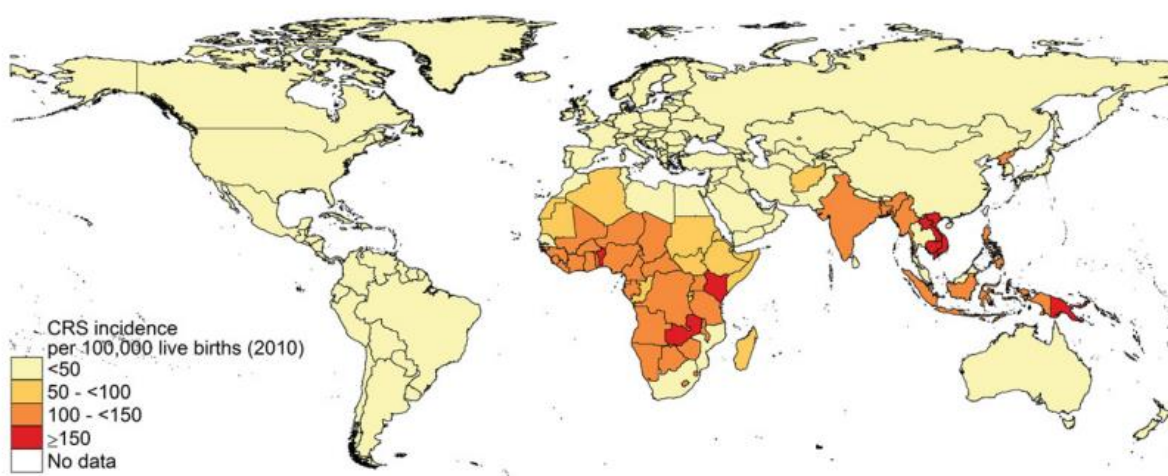 CRS incidence
per 100,000 live births (2010)
<50
50 - <100
100 - <150
≥150
No data